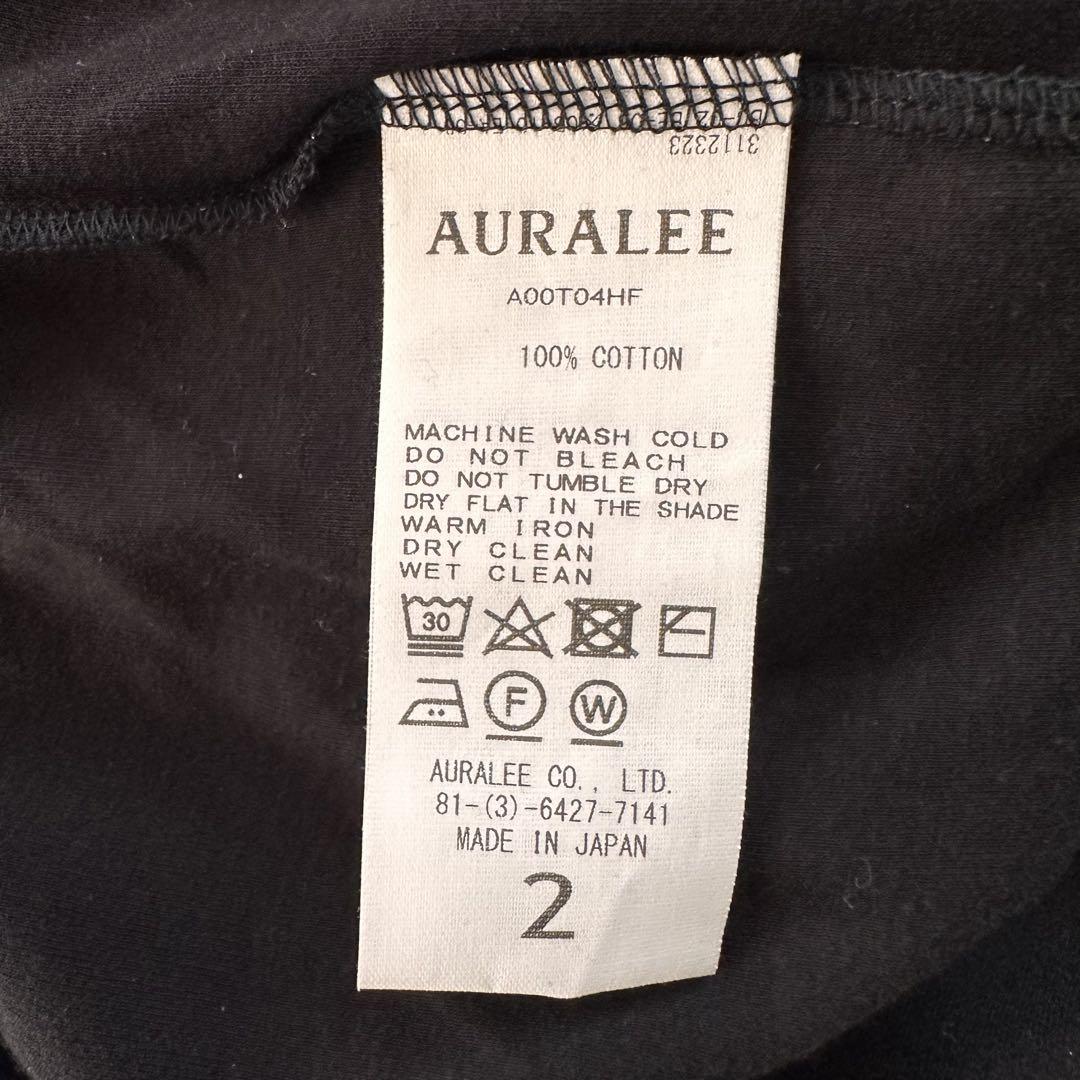 3112323
AURALEE
A00T04HF
100% COTTON
MACHINE WASH COLD
DO NOT BLEACH
DO NOT TUMBLE DRY
DRY FLAT IN THE SHADE
WARM IRON
DRY CLEAN
WET CLEAN
30
F W
AURALEE CO., LTD.
81-(3)-6427-7141
MADE IN JAPAN
2